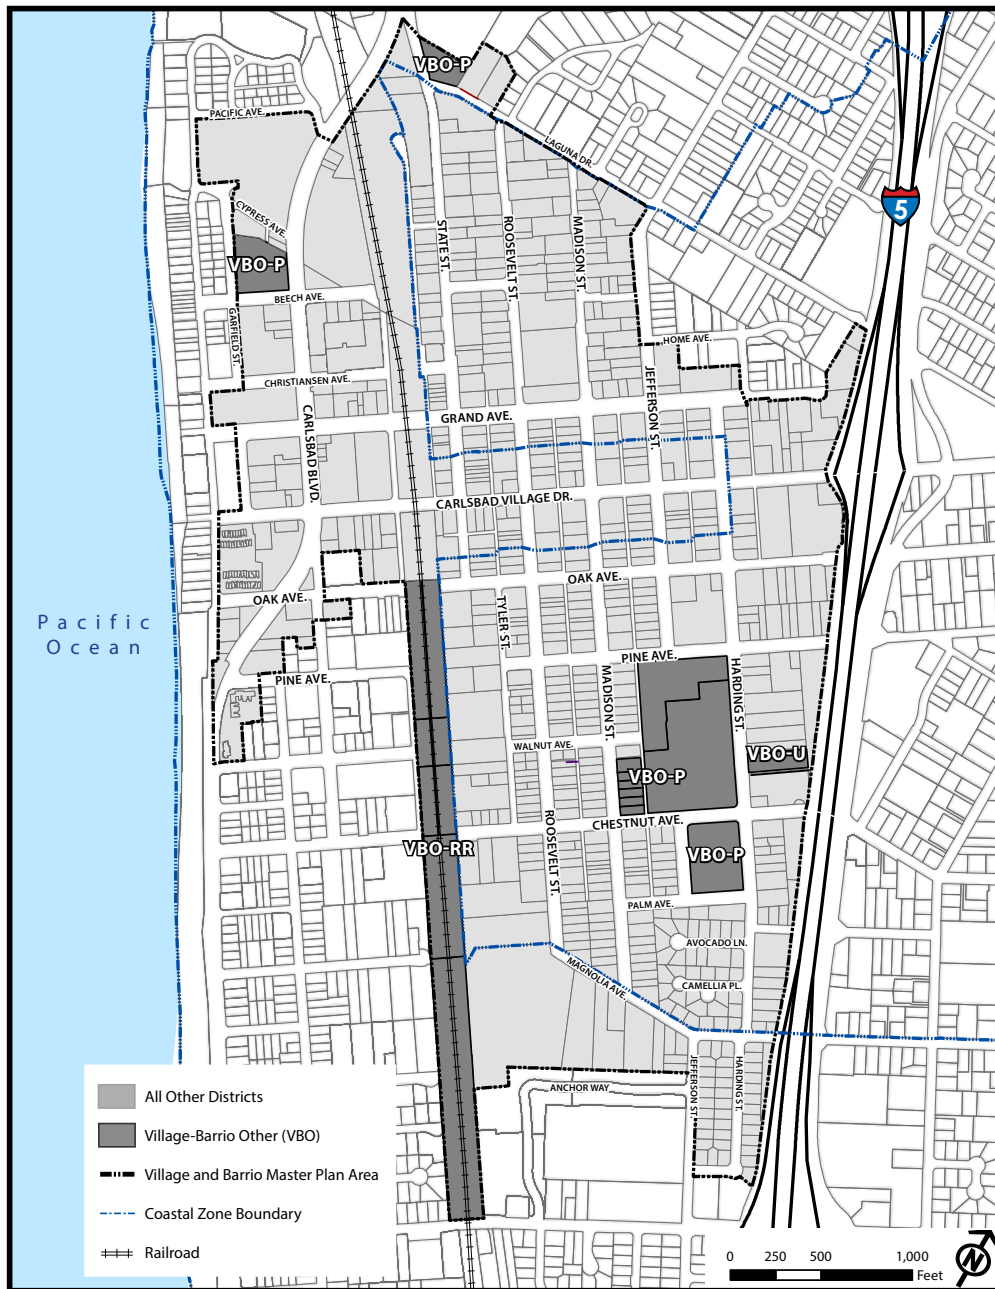 VBO-P
PACIFIC AVE.
LAGUNA DR.
5
CYPRESS AVE.
STATE ST.
ROOSEVELT ST.
MADISON ST.
VBO-P
BEECH AVE.
GARFIELD ST.
HOME AVE.
CHRISTIANSEN AVE.
JEFFERSON ST.
CARLSBAD BLVD.
GRAND AVE.
CARLSBAD VILLAGE DR.
OAK AVE.
OAK AVE.
TYLER ST.
Pacific
Ocean
PINE AVE.
PINE AVE.
MADISON ST.
HARDING ST.
WALNUT AVE.
VBO-U
VBO-P
CHESTNUT AVE.
ROOSEVELT ST.
VBO-RR
VBO-P
PALM AVE.
AVOCADO LN.
MAGNOLIA AVE.
CAMELLIA PL.
JEFFERSON ST.
HARDING ST.
ANCHOR WAY
All Other Districts
Village-Barrio Other (VBO)
Village and Barrio Master Plan Area
Coastal Zone Boundary
Railroad
0 250 500 1,000
Feet
N